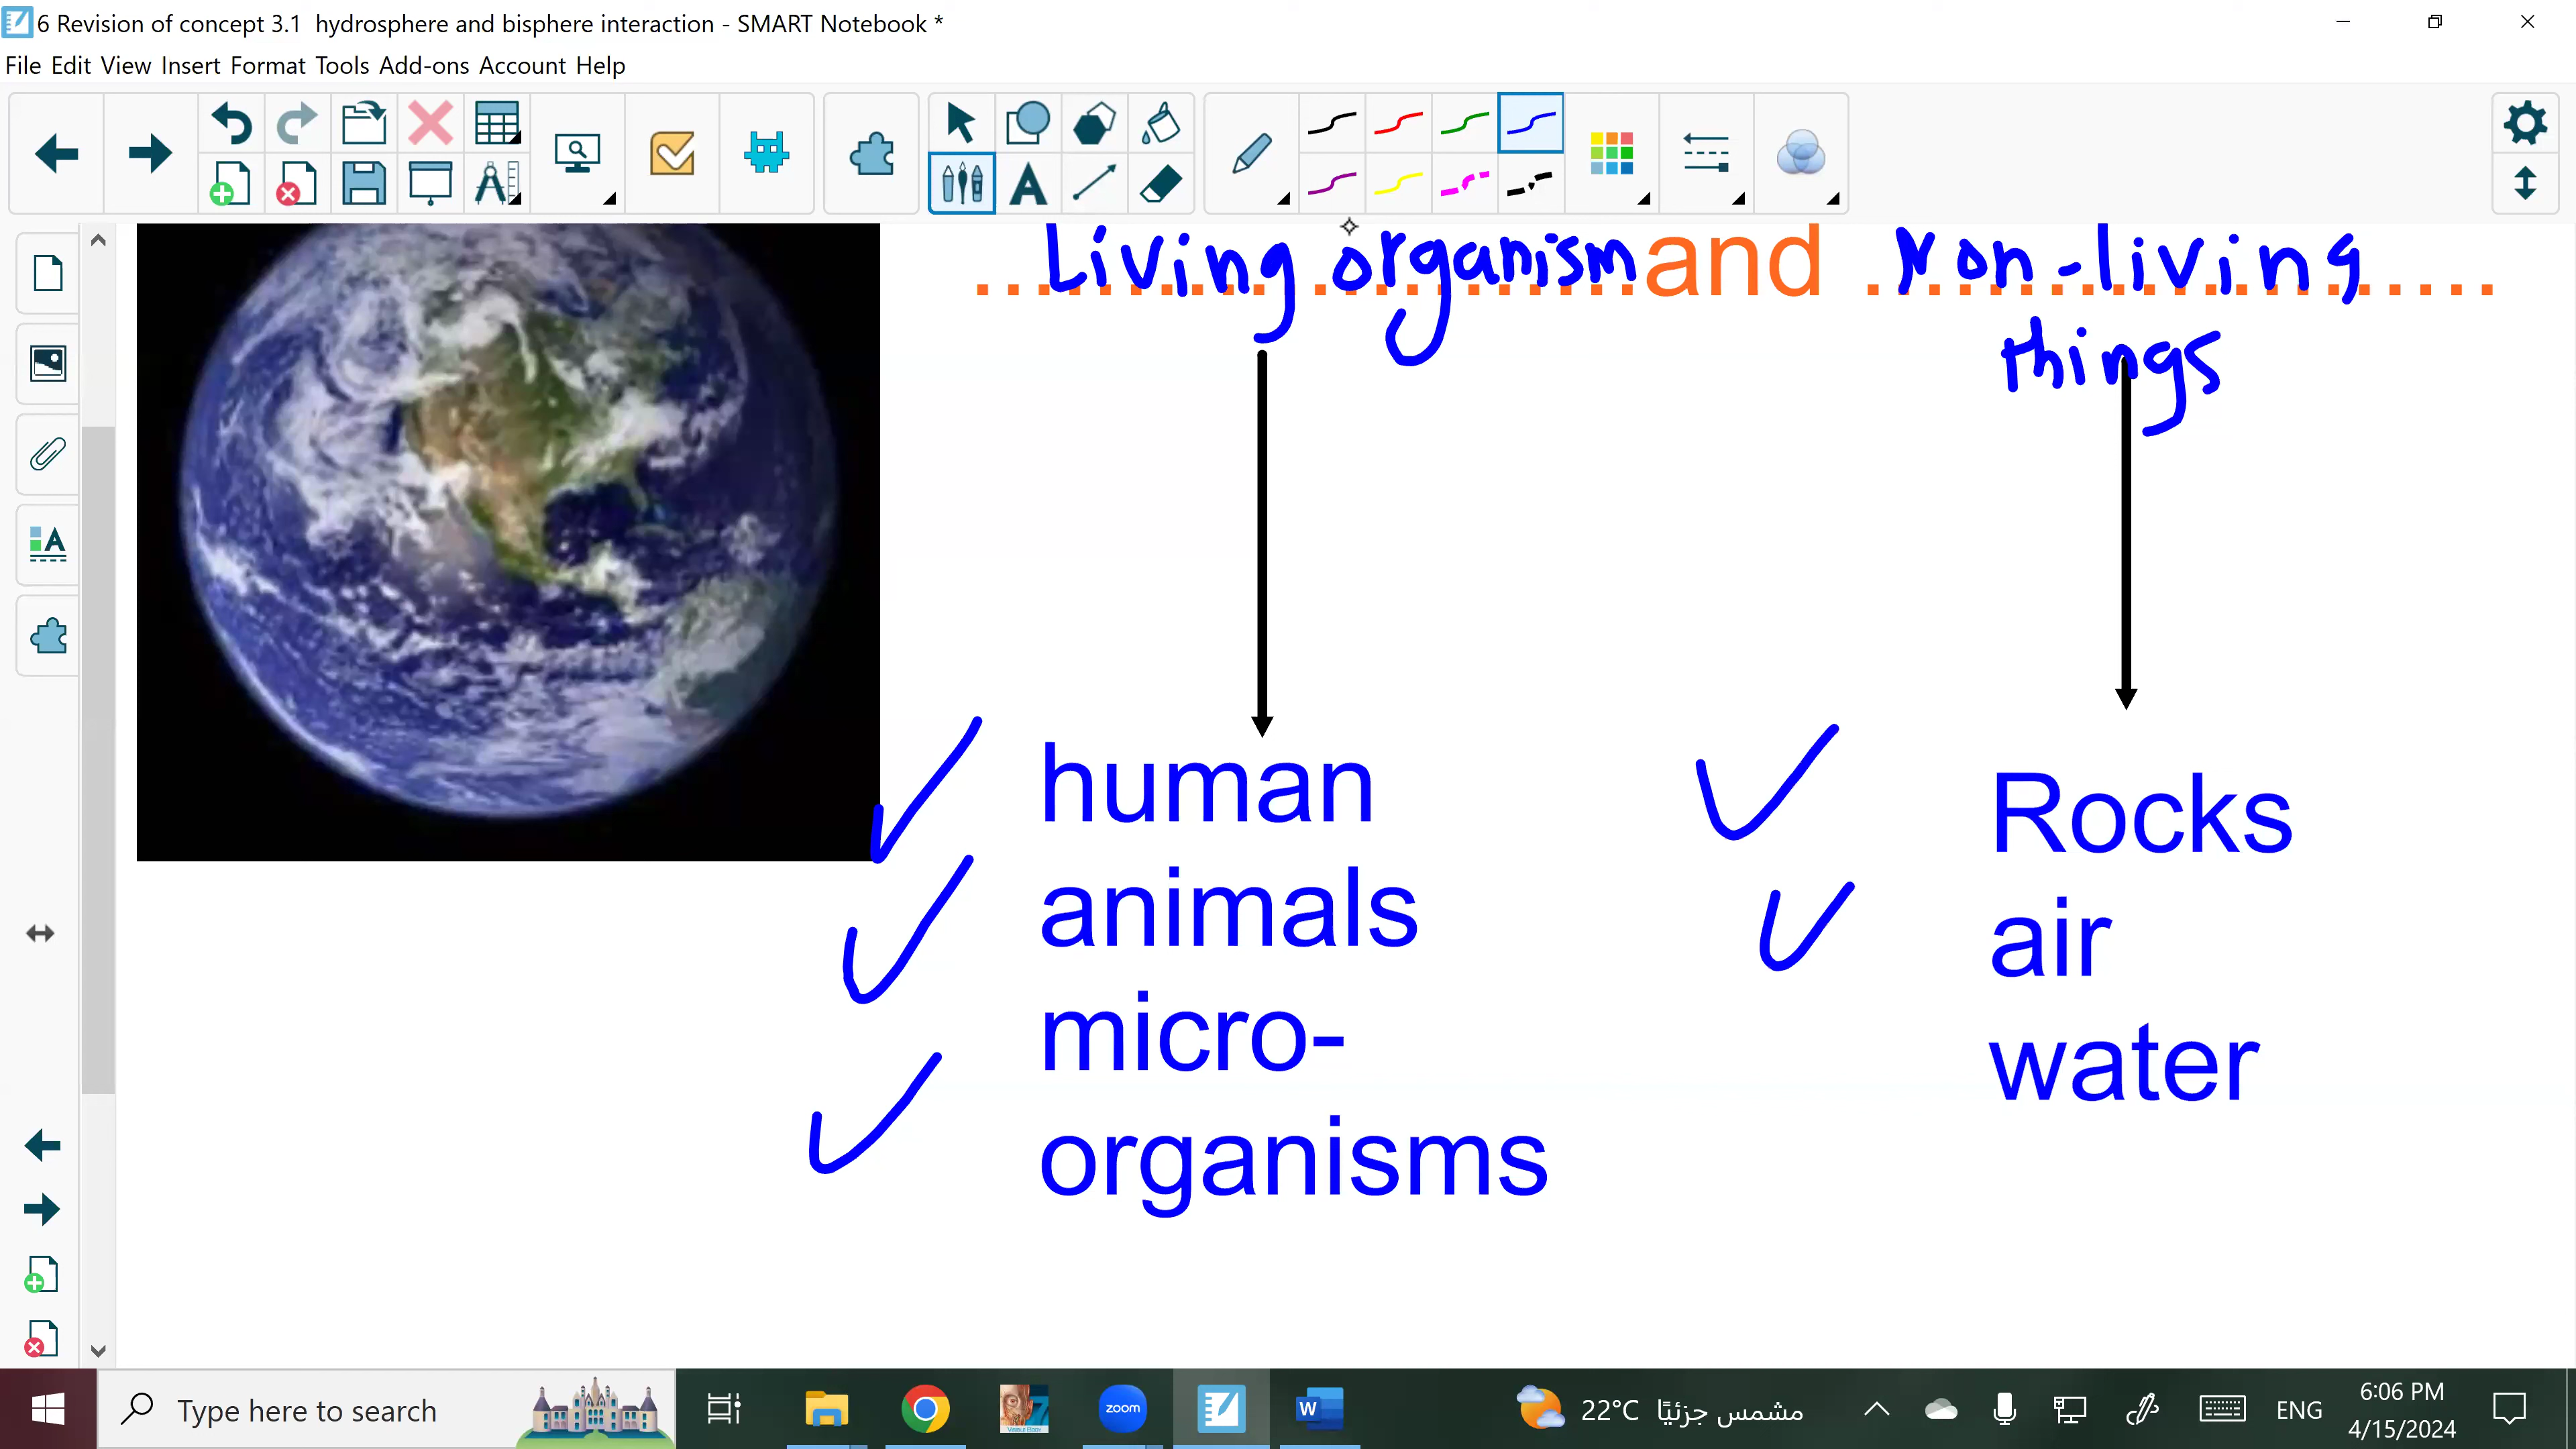 6 Revision of concept 3.1 hydrosphere and bisphere interaction - SMART Notebook *
File Edit View Insert Format Tools Add-ons Account Help
...Living organism and Non-living
things
human
animals
micro-
organisms
Rocks
air
water
Type here to search
zoom
W
22°C مشمس جزئيًا
ENG
6:06 PM
4/15/2024